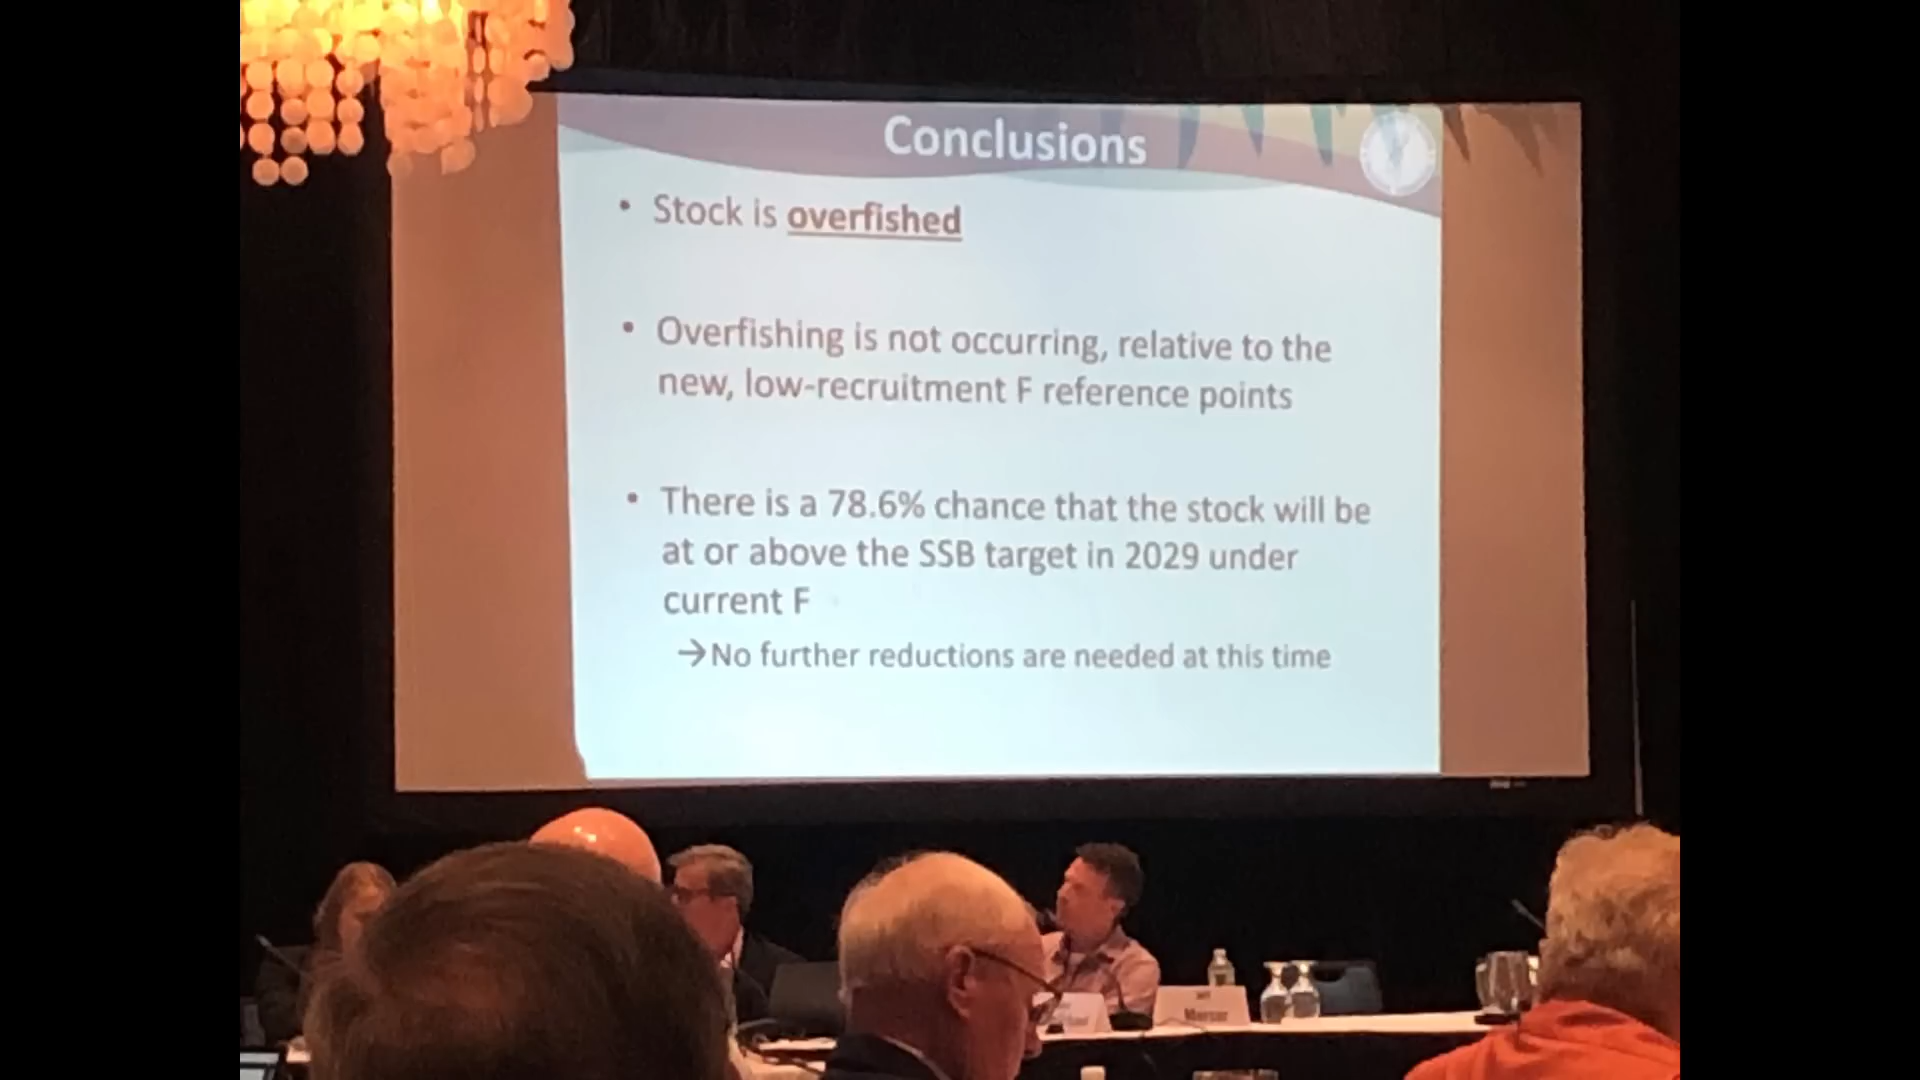 Conclusions
• Stock is overfished
• Overfishing is not occurring, relative to the
new, low-recruitment F reference points
• There is a 78.6% chance that the stock will be
at or above the SSB target in 2029 under
current F
→No further reductions are needed at this time